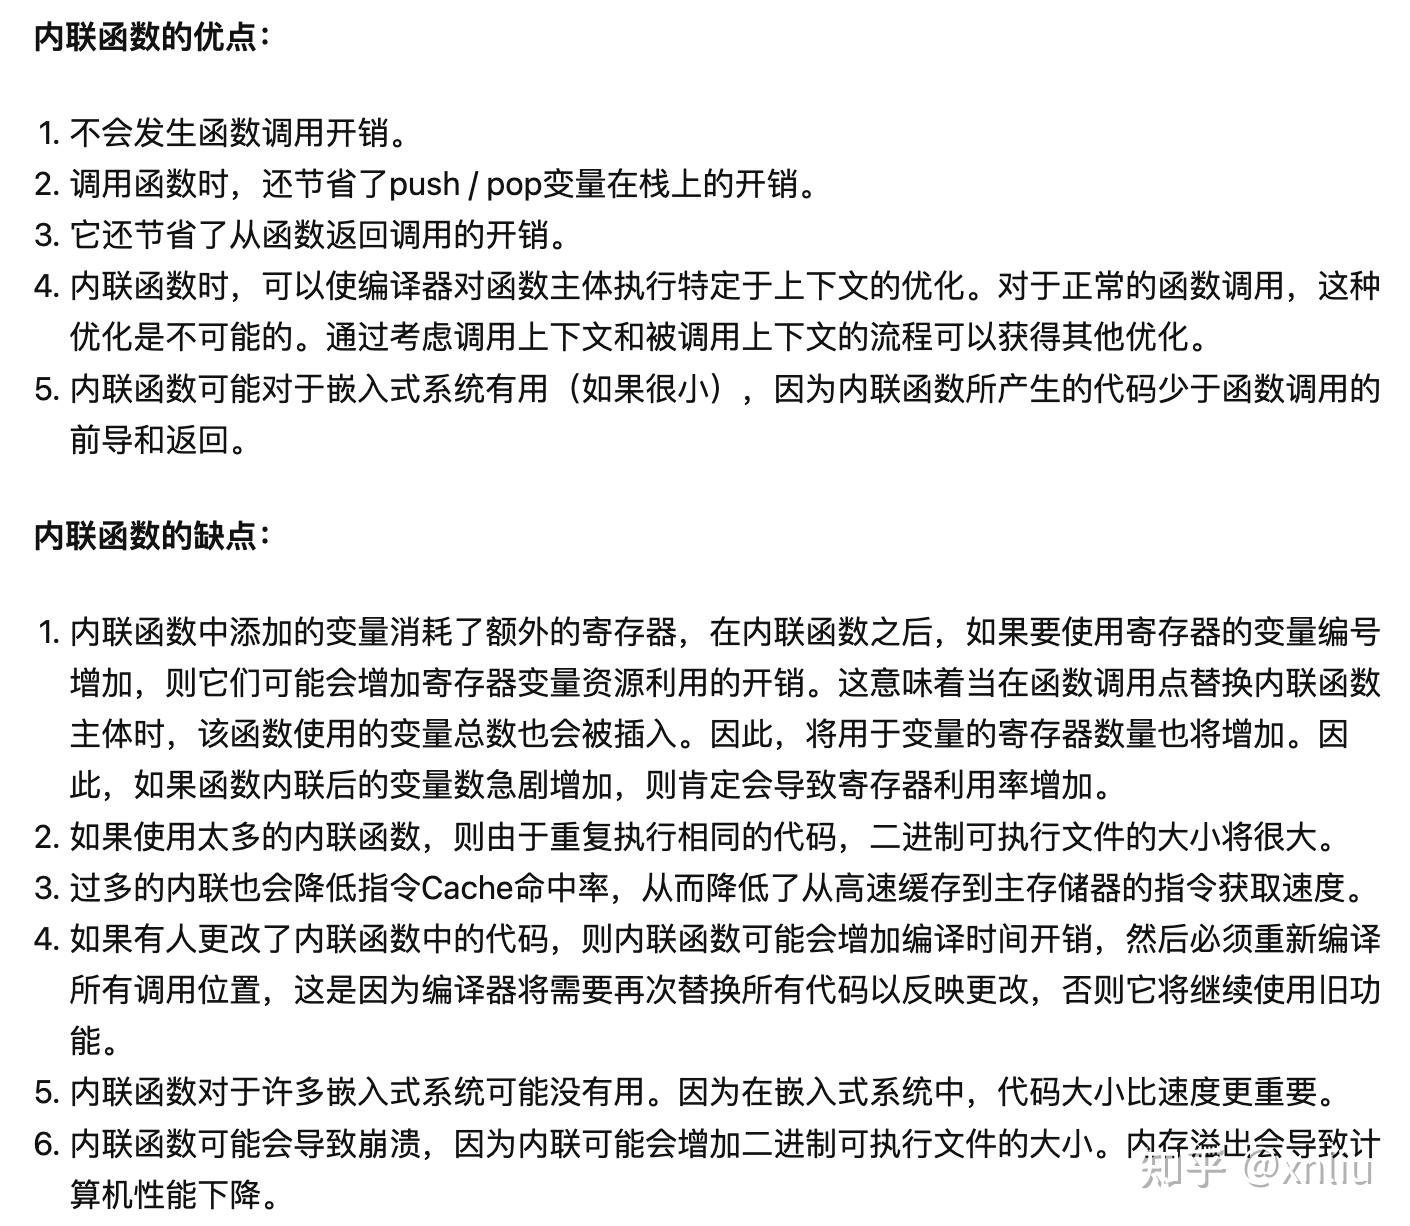 内联函数的优点：
1. 不会发生函数调用开销。
2. 调用函数时，还节省了push / pop变量在栈上的开销。
3. 它还节省了从函数返回调用的开销。
4. 内联函数时，可以使编译器对函数主体执行特定于上下文的优化。对于正常的函数调用，这种
优化是不可能的。通过考虑调用上下文和被调用上下文的流程可以获得其他优化。
5. 内联函数可能对于嵌入式系统有用（如果很小），因为内联函数所产生的代码少于函数调用的
前导和返回。
内联函数的缺点：
1. 内联函数中添加的变量消耗了额外的寄存器，在内联函数之后，如果要使用寄存器的变量编号
增加，则它们可能会增加寄存器变量资源利用的开销。这意味着当在函数调用点替换内联函数
主体时，该函数使用的变量总数也会被插入。因此，将用于变量的寄存器数量也将增加。因
此，如果函数内联后的变量数急剧增加，则肯定会导致寄存器利用率增加。
2. 如果使用太多的内联函数，则由于重复执行相同的代码，二进制可执行文件的大小将很大。
3. 过多的内联也会降低指令Cache命中率，从而降低了从高速缓存到主存储器的指令获取速度。
4. 如果有人更改了内联函数中的代码，则内联函数可能会增加编译时间开销，然后必须重新编译
所有调用位置，这是因为编译器将需要再次替换所有代码以反映更改，否则它将继续使用旧功
能。
5. 内联函数对于许多嵌入式系统可能没有用。因为在嵌入式系统中，代码大小比速度更重要。
6. 内联函数可能会导致崩溃，因为内联可能会增加二进制可执行文件的大小。内存溢出会导致计
算机性能下降。
知乎 @xnliu